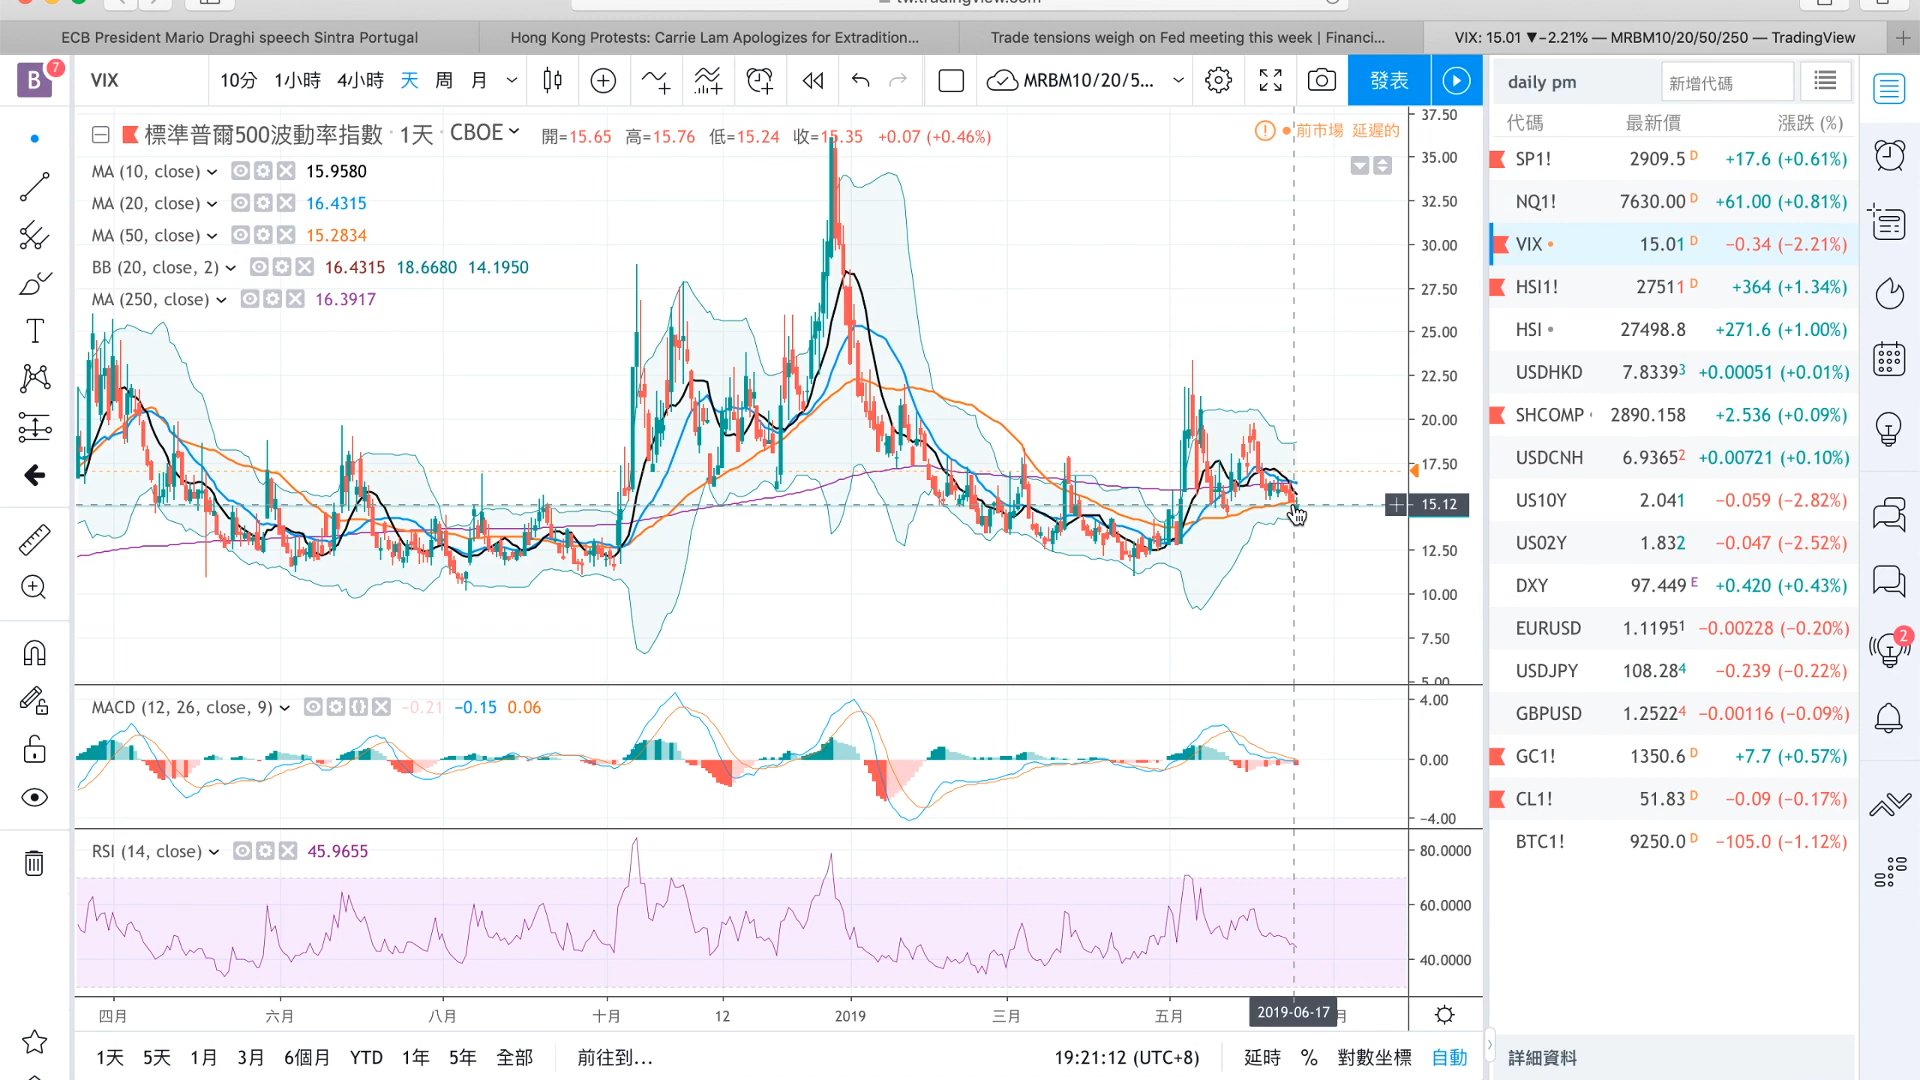 ECB President Mario Draghi speech Sintra Portugal
Hong Kong Protests: Carrie Lam Apologizes for Extradition...
Trade tensions weigh on Fed meeting this week | Financi...
VIX: 15.01 ▼−2.21% — MRBM10/20/50/250 — TradingView
B 7
VIX 10分 1小時 4小時 天 周 月 MRBM10/20/5... 發表
daily pm 新增代碼
標準普爾500波動率指數 · 1天 · CBOE 開=15.65 高=15.76 低=15.24 收=15.35 +0.07 (+0.46%)
前市場 延遲的
MA (10, close) 15.9580
MA (20, close) 16.4315
MA (50, close) 15.2834
BB (20, close, 2) 16.4315 18.6680 14.1950
MA (250, close) 16.3917
37.50
35.00
32.50
30.00
27.50
25.00
22.50
20.00
17.50
15.12
12.50
10.00
7.50
5.00
MACD (12, 26, close, 9) −0.21 −0.15 0.06
4.00
0.00
−4.00
RSI (14, close) 45.9655
80.0000
60.0000
40.0000
四月 六月 八月 十月 12 2019 三月 五月 2019-06-17 月
1天 5天 1月 3月 6個月 YTD 1年 5年 全部 前往到...
19:21:12 (UTC+8) 延時 % 對數坐標 自動
代碼 最新價 漲跌 (%)
SP1! 2909.5 D +17.6 (+0.61%)
NQ1! 7630.00 D +61.00 (+0.81%)
VIX 15.01 D −0.34 (−2.21%)
HSI1! 27511 D +364 (+1.34%)
HSI 27498.8 +271.6 (+1.00%)
USDHKD 7.83393 +0.00051 (+0.01%)
SHCOMP 2890.158 +2.536 (+0.09%)
USDCNH 6.93652 +0.00721 (+0.10%)
US10Y 2.041 −0.059 (−2.82%)
US02Y 1.832 −0.047 (−2.52%)
DXY 97.449 E +0.420 (+0.43%)
EURUSD 1.11951 −0.00228 (−0.20%)
USDJPY 108.284 −0.239 (−0.22%)
GBPUSD 1.25224 −0.00116 (−0.09%)
GC1! 1350.6 D +7.7 (+0.57%)
CL1! 51.83 D −0.09 (−0.17%)
BTC1! 9250.0 D −105.0 (−1.12%)
詳細資料
2